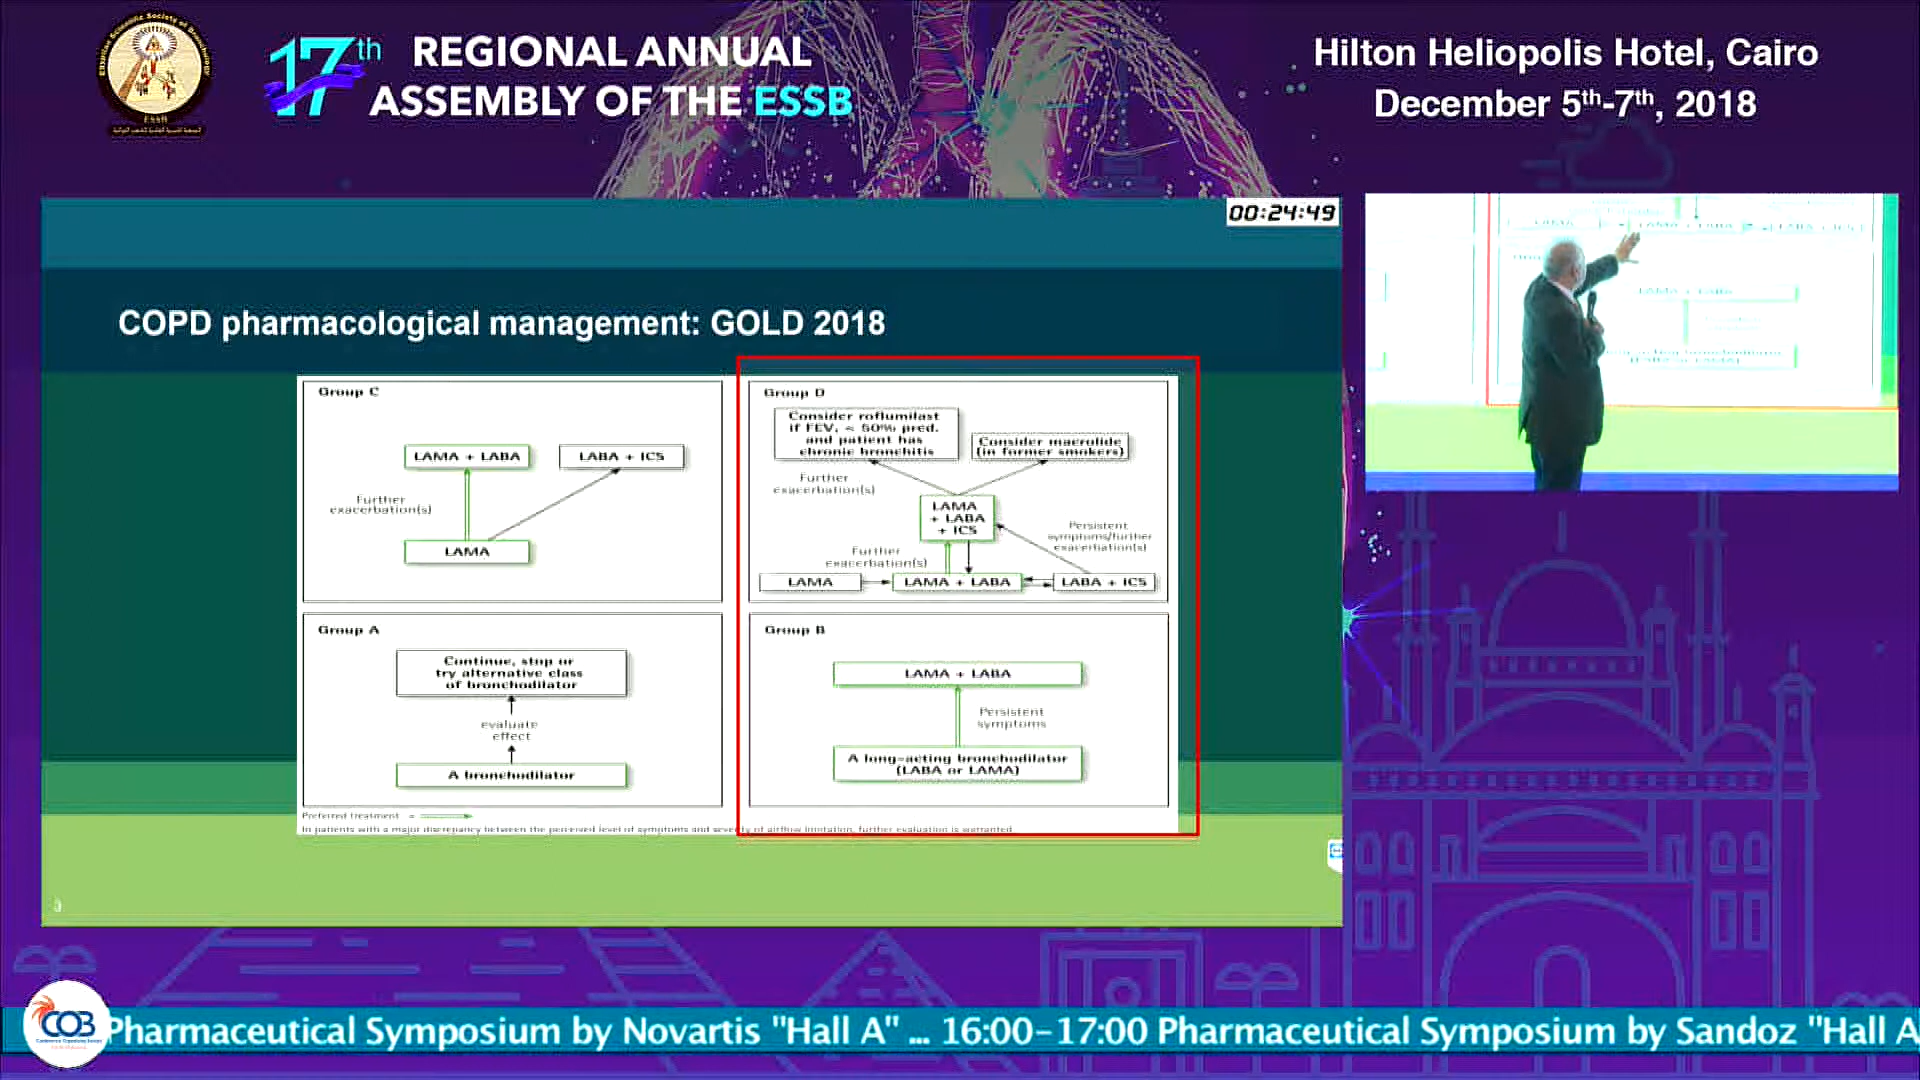 17th REGIONAL ANNUAL
ASSEMBLY OF THE ESSB
Hilton Heliopolis Hotel, Cairo
December 5th-7th, 2018
ESSB
00:24:49
COPD pharmacological management: GOLD 2018
Group C
LAMA + LABA
LABA + ICS
Further
exacerbation(s)
LAMA
Group D
Consider roflumilast
if FEV1 < 50% pred.
and patient has
chronic bronchitis
Consider macrolide
(in former smokers)
Further
exacerbation(s)
LAMA
+ LABA
+ ICS
Persistent
symptoms/further
exacerbation(s)
Further
exacerbation(s)
LAMA
LAMA + LABA
LABA + ICS
Group A
Continue, stop or
try alternative class
of bronchodilator
evaluate
effect
A bronchodilator
Group B
LAMA + LABA
Persistent
symptoms
A long-acting bronchodilator
(LABA or LAMA)
Preferred treatment =
In patients with a major discrepancy between the perceived level of symptoms and severity of airflow limitation, further evaluation is warranted
COB
Pharmaceutical Symposium by Novartis "Hall A" ... 16:00-17:00 Pharmaceutical Symposium by Sandoz "Hall A